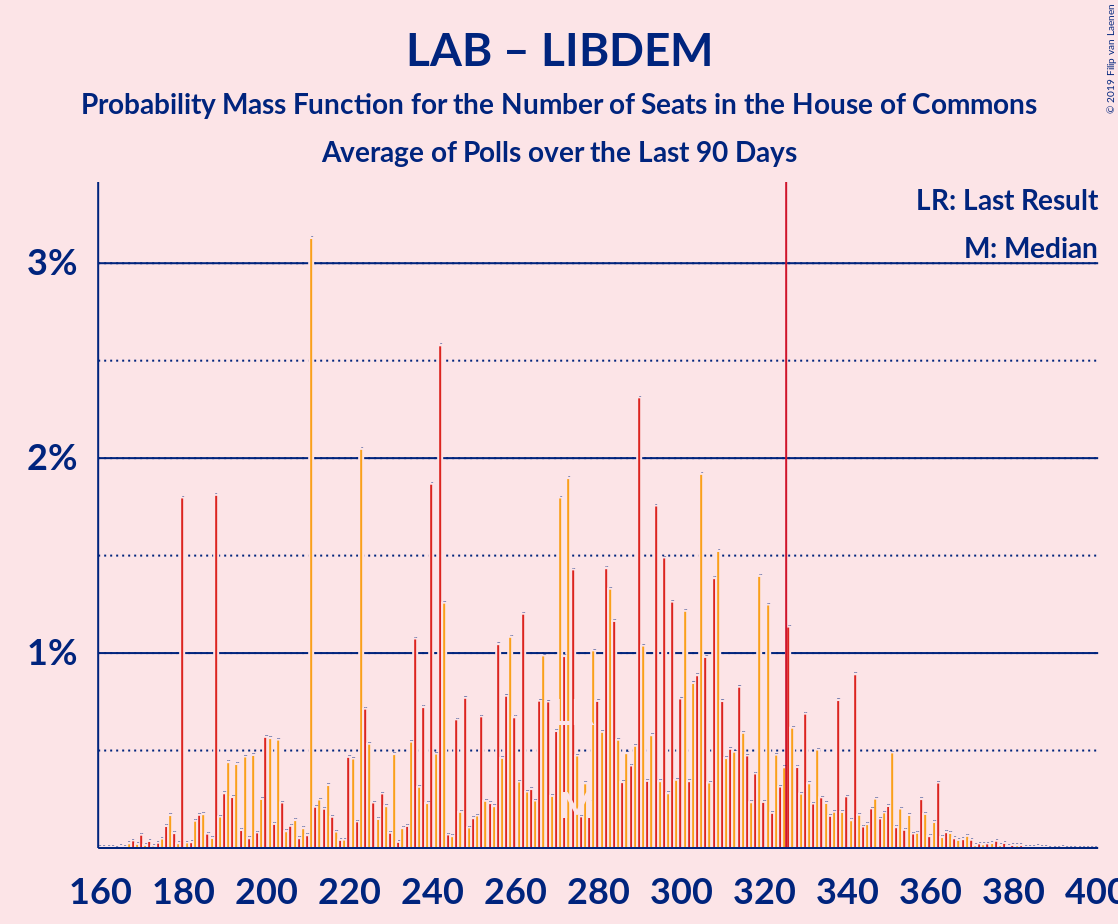 LAB – LIBDEM
Probability Mass Function for the Number of Seats in the House of Commons
Average of Polls over the Last 90 Days
© 2019 Filip van Laenen
LR: Last Result
M: Median
3%
2%
1%
M
160 180 200 220 240 260 280 300 320 340 360 380 400